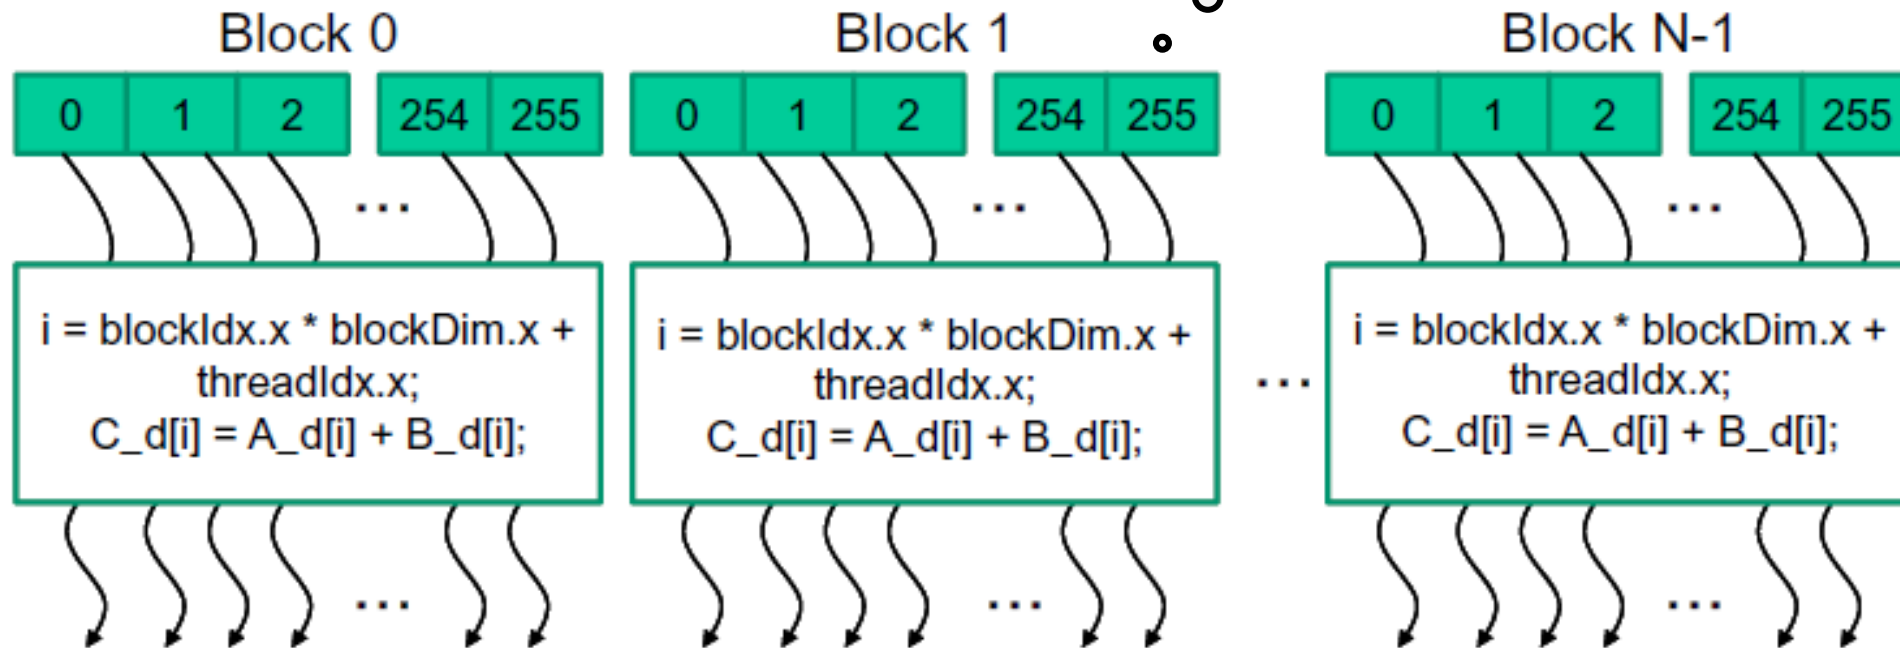 Block 0
0 1 2 254 255
...
i = blockIdx.x * blockDim.x +
threadIdx.x;
C_d[i] = A_d[i] + B_d[i];
...
Block 1
0 1 2 254 255
...
i = blockIdx.x * blockDim.x +
threadIdx.x;
C_d[i] = A_d[i] + B_d[i];
...
...
Block N-1
0 1 2 254 255
...
i = blockIdx.x * blockDim.x +
threadIdx.x;
C_d[i] = A_d[i] + B_d[i];
...